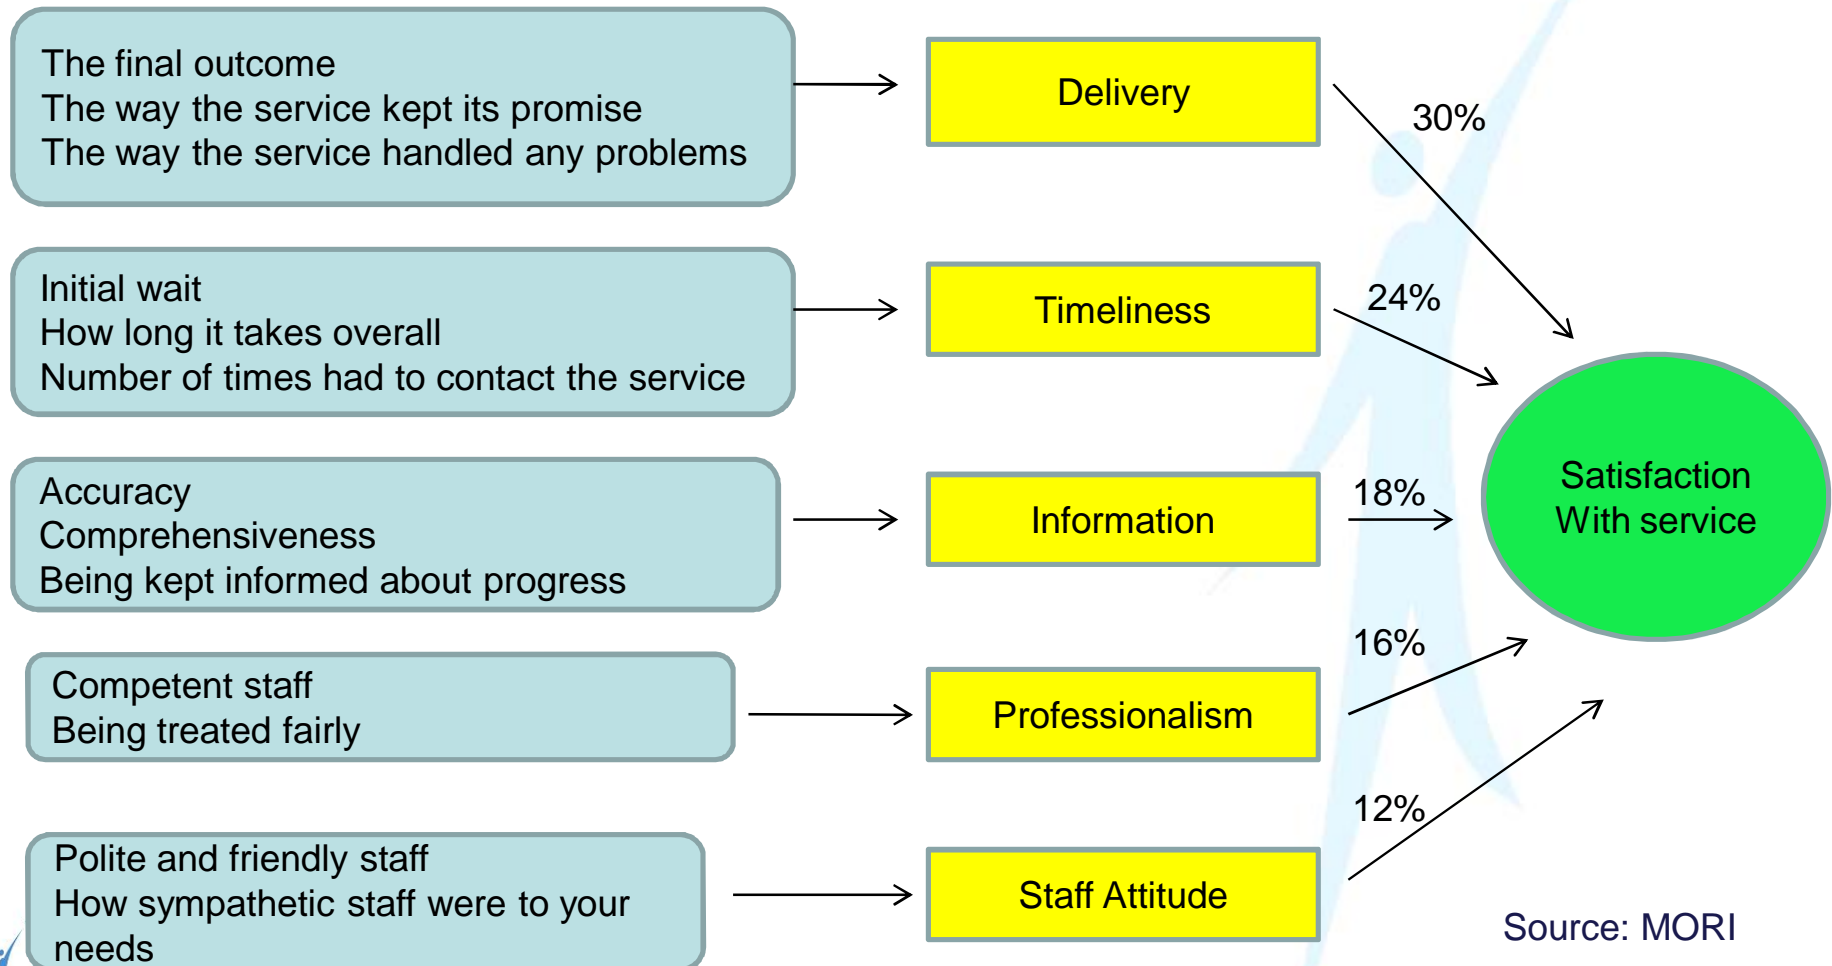 The final outcome
The way the service kept its promise
The way the service handled any problems
Delivery
30%
Initial wait
How long it takes overall
Number of times had to contact the service
Timeliness
24%
Accuracy
Comprehensiveness
Being kept informed about progress
Information
18%
Satisfaction
With service
Competent staff
Being treated fairly
Professionalism
16%
Polite and friendly staff
How sympathetic staff were to your
needs
Staff Attitude
12%
Source: MORI